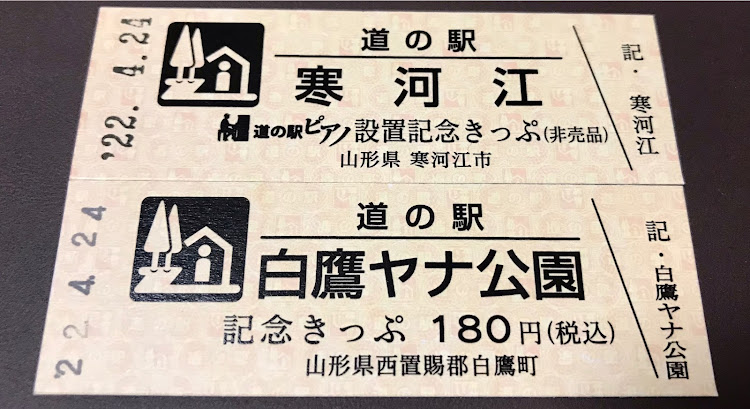 '22.4.24
道の駅
寒河江
道の駅ピアノ設置記念きっぷ(非売品)
山形県 寒河江市
記・寒河江
'22.4.24
道の駅
白鷹ヤナ公園
記念きっぷ 180円(税込)
山形県西置賜郡白鷹町
記・白鷹ヤナ公園